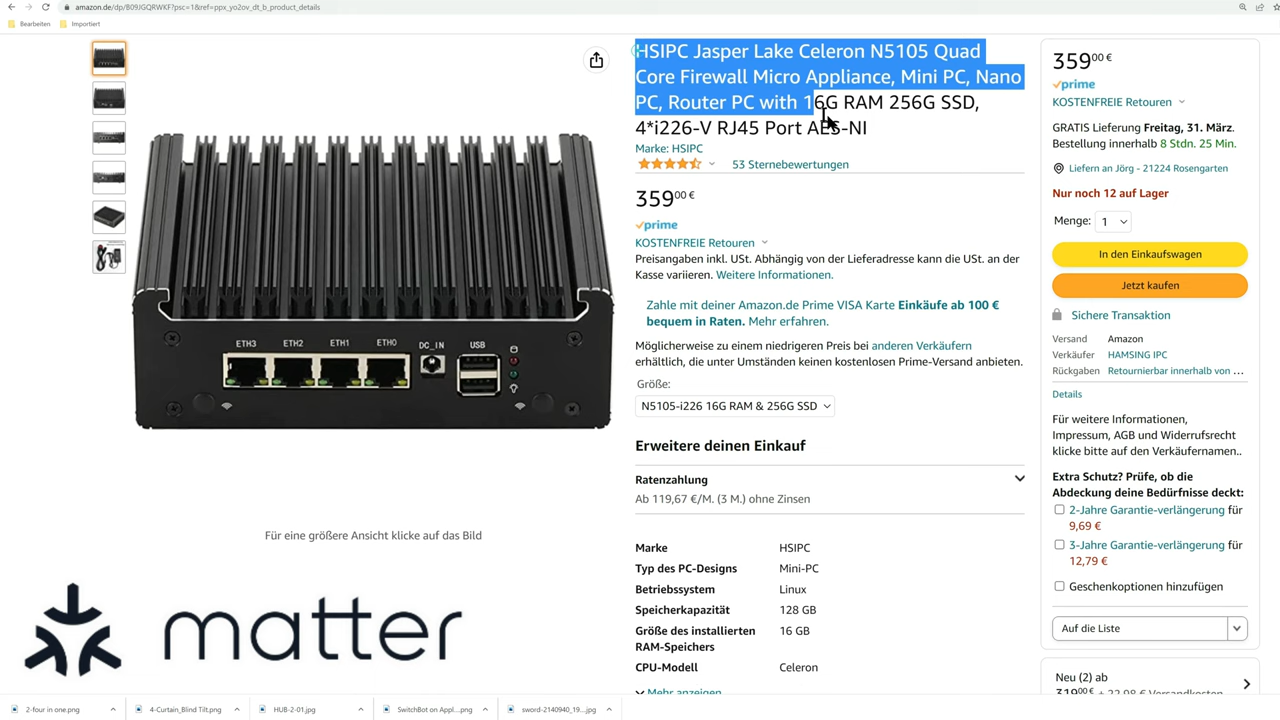 amazon.de/dp/B09JGQRWKF?psc=1&ref=ppx_yo2ov_dt_b_product_details
Bearbeiten
Importiert
HSIPC Jasper Lake Celeron N5105 Quad
Core Firewall Micro Appliance, Mini PC, Nano
PC, Router PC with 16G RAM 256G SSD,
4*i226-V RJ45 Port AES-NI
Marke: HSIPC
53 Sternebewertungen
359 00 €
prime
KOSTENFREIE Retouren
Preisangaben inkl. USt. Abhängig von der Lieferadresse kann die USt. an der
Kasse variieren. Weitere Informationen.
Zahle mit deiner Amazon.de Prime VISA Karte Einkäufe ab 100 €
bequem in Raten. Mehr erfahren.
Möglicherweise zu einem niedrigeren Preis bei anderen Verkäufern
erhältlich, die unter Umständen keinen kostenlosen Prime-Versand anbieten.
Größe:
N5105-i226 16G RAM & 256G SSD
Erweitere deinen Einkauf
Ratenzahlung
Ab 119,67 €/M. (3 M.) ohne Zinsen
Marke HSIPC
Typ des PC-Designs Mini-PC
Betriebssystem Linux
Speicherkapazität 128 GB
Größe des installierten 16 GB
RAM-Speichers
CPU-Modell Celeron
Mehr anzeigen
359 00 €
prime
KOSTENFREIE Retouren
GRATIS Lieferung Freitag, 31. März.
Bestellung innerhalb 8 Stdn. 25 Min.
Liefern an Jörg - 21224 Rosengarten
Nur noch 12 auf Lager
Menge: 1
In den Einkaufswagen
Jetzt kaufen
Sichere Transaktion
Versand Amazon
Verkäufer HAMSING IPC
Rückgaben Retournierbar innerhalb von ...
Details
Für weitere Informationen,
Impressum, AGB und Widerrufsrecht
klicke bitte auf den Verkäufernamen..
Extra Schutz? Prüfe, ob die
Abdeckung deine Bedürfnisse deckt:
2-Jahre Garantie-verlängerung für
9,69 €
3-Jahre Garantie-verlängerung für
12,79 €
Geschenkoptionen hinzufügen
Auf die Liste
Neu (2) ab
319 00 € + 22,98 € Versandkosten
ETH3 ETH2 ETH1 ETH0 DC_IN USB
Für eine größere Ansicht klicke auf das Bild
matter
2-four in one.png
4-Curtain_Blind Tilt.png
HUB-2-01.jpg
SwitchBot on Appl....png
sword-2140940_19....jpg